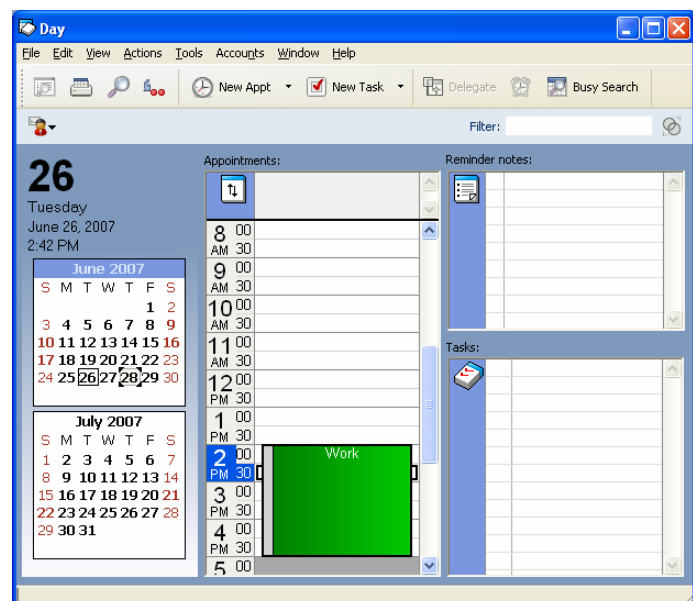 Day
File Edit View Actions Tools Accounts Window Help
New Appt New Task Delegate Busy Search
Filter:
26
Tuesday
June 26, 2007
2:42 PM
June 2007
S M T W T F S
1 2
3 4 5 6 7 8 9
10 11 12 13 14 15 16
17 18 19 20 21 22 23
24 25 26 27 28 29 30
July 2007
S M T W T F S
1 2 3 4 5 6 7
8 9 10 11 12 13 14
15 16 17 18 19 20 21
22 23 24 25 26 27 28
29 30 31
Appointments:
8 00
AM 30
9 00
AM 30
10 00
AM 30
11 00
AM 30
12 00
PM 30
1 00
PM 30
2 00 Work
PM 30
3 00
PM 30
4 00
PM 30
5 00
Reminder notes:
Tasks: